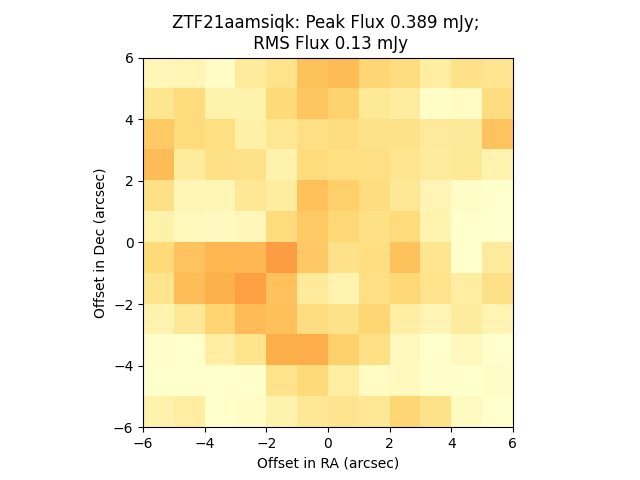 ZTF21aamsiqk: Peak Flux 0.389 mJy;
RMS Flux 0.13 mJy
6
4
2
0
−2
−4
−6
Offset in Dec (arcsec)
−6 −4 −2 0 2 4 6
Offset in RA (arcsec)